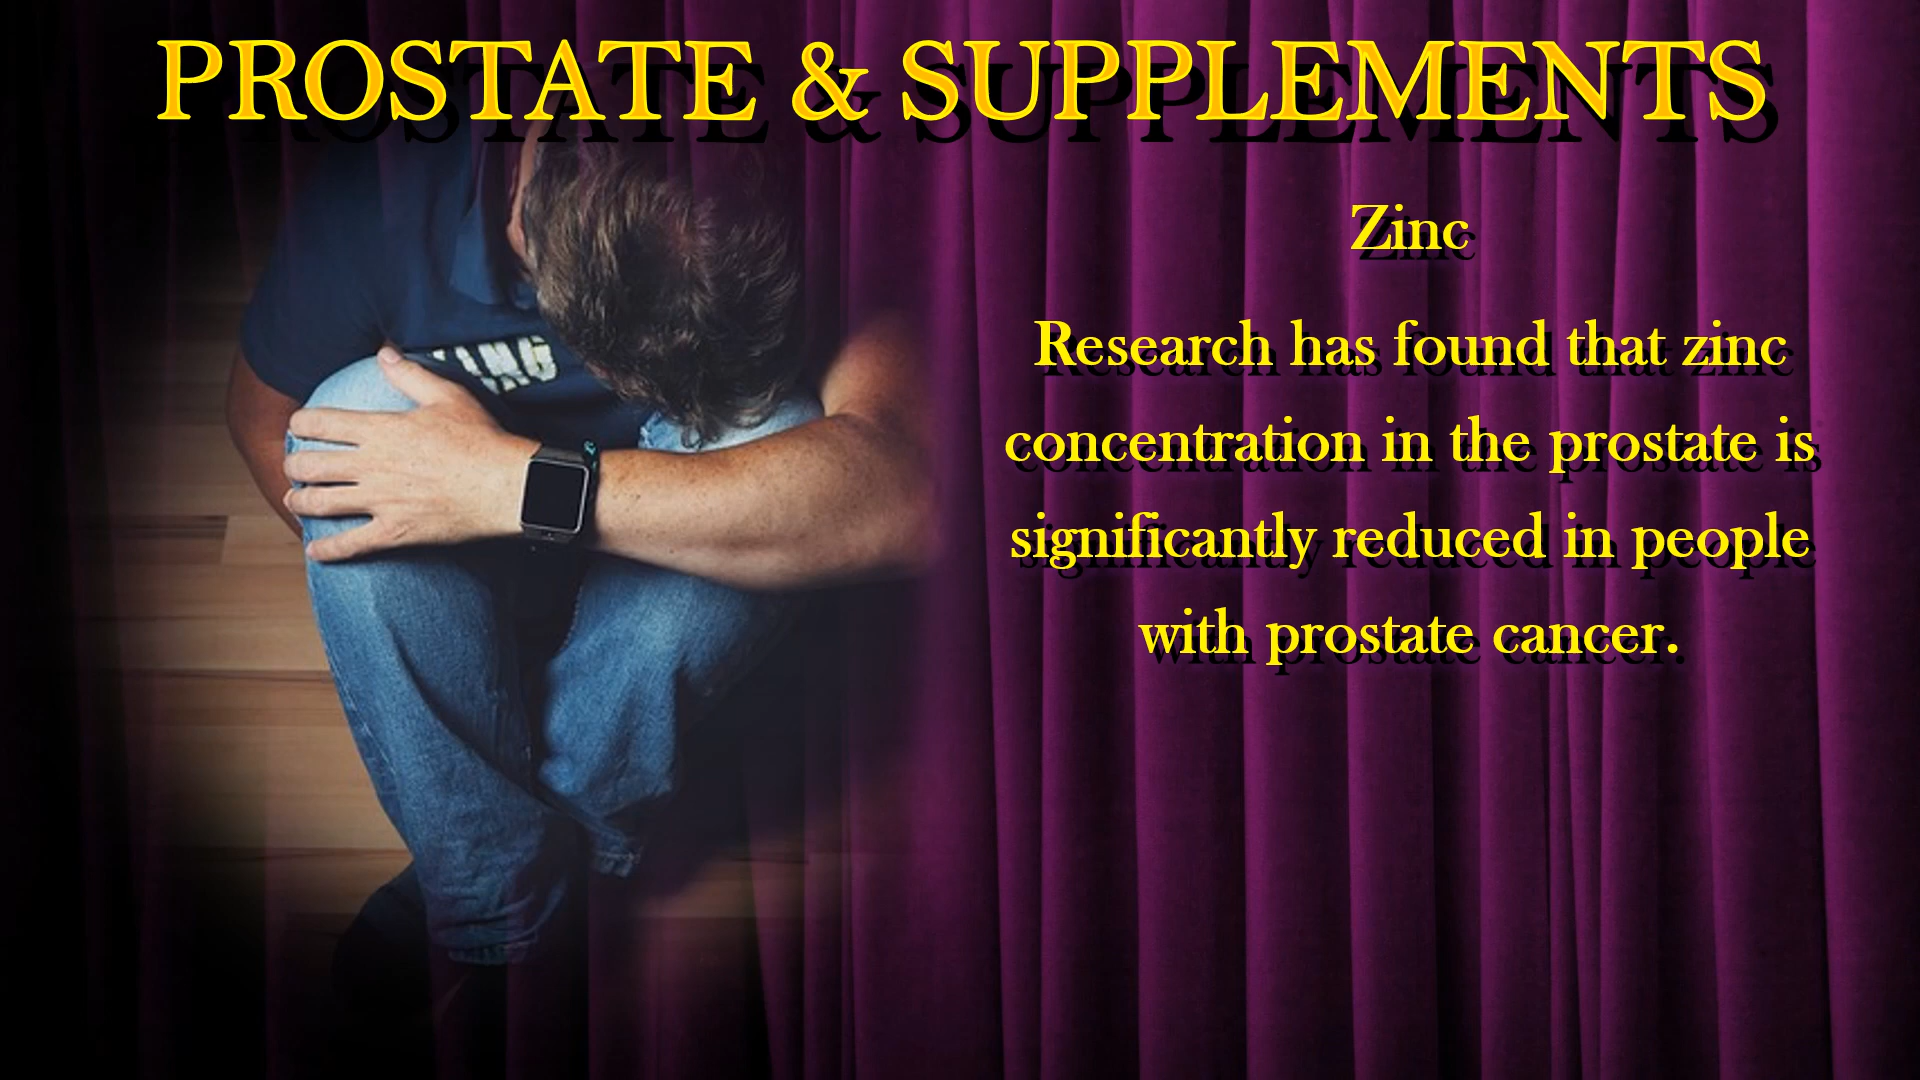 PROSTATE & SUPPLEMENTS
Zinc
Research has found that zinc
concentration in the prostate is
significantly reduced in people
with prostate cancer.